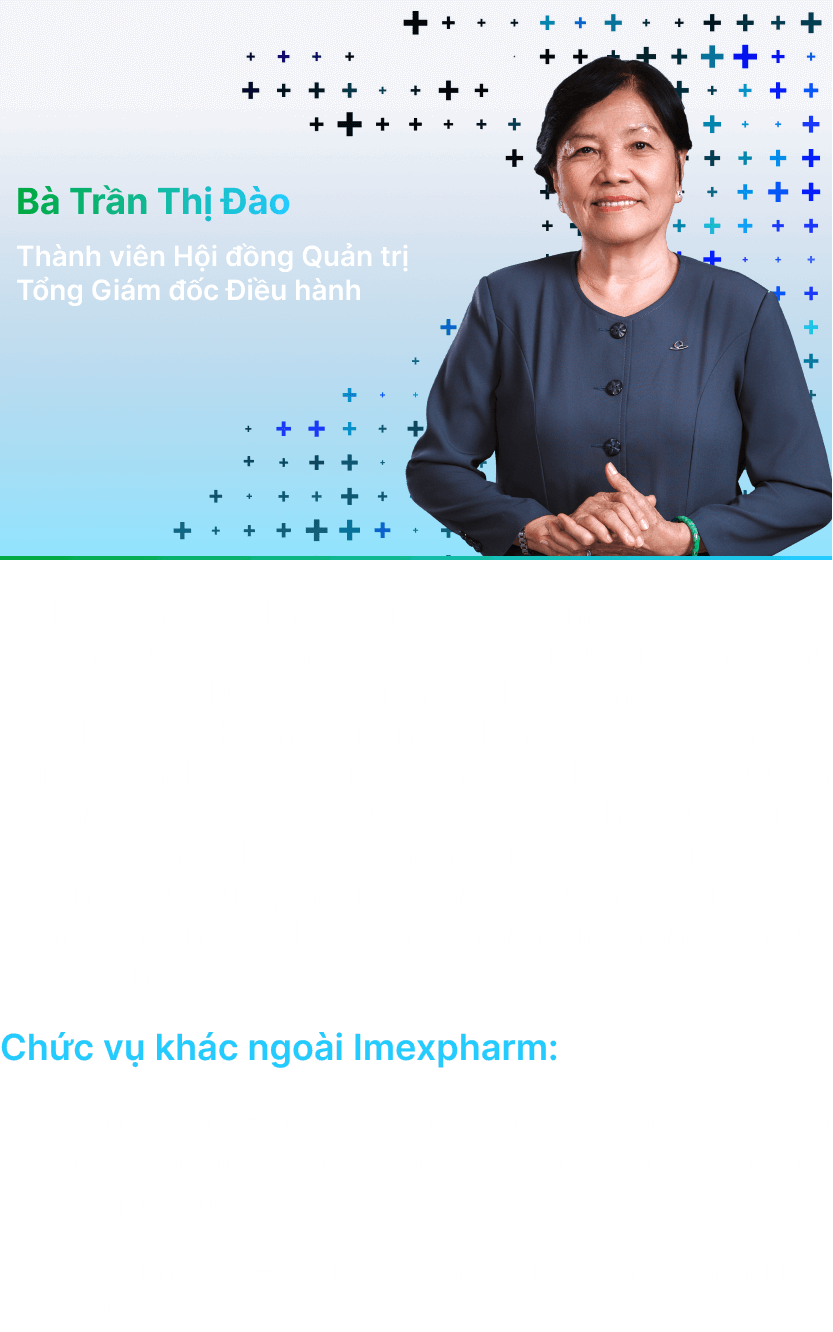 Bà Trần Thị Đào
Thành viên Hội đồng Quản trị
Tổng Giám đốc Điều hành
Chức vụ khác ngoài Imexpharm: